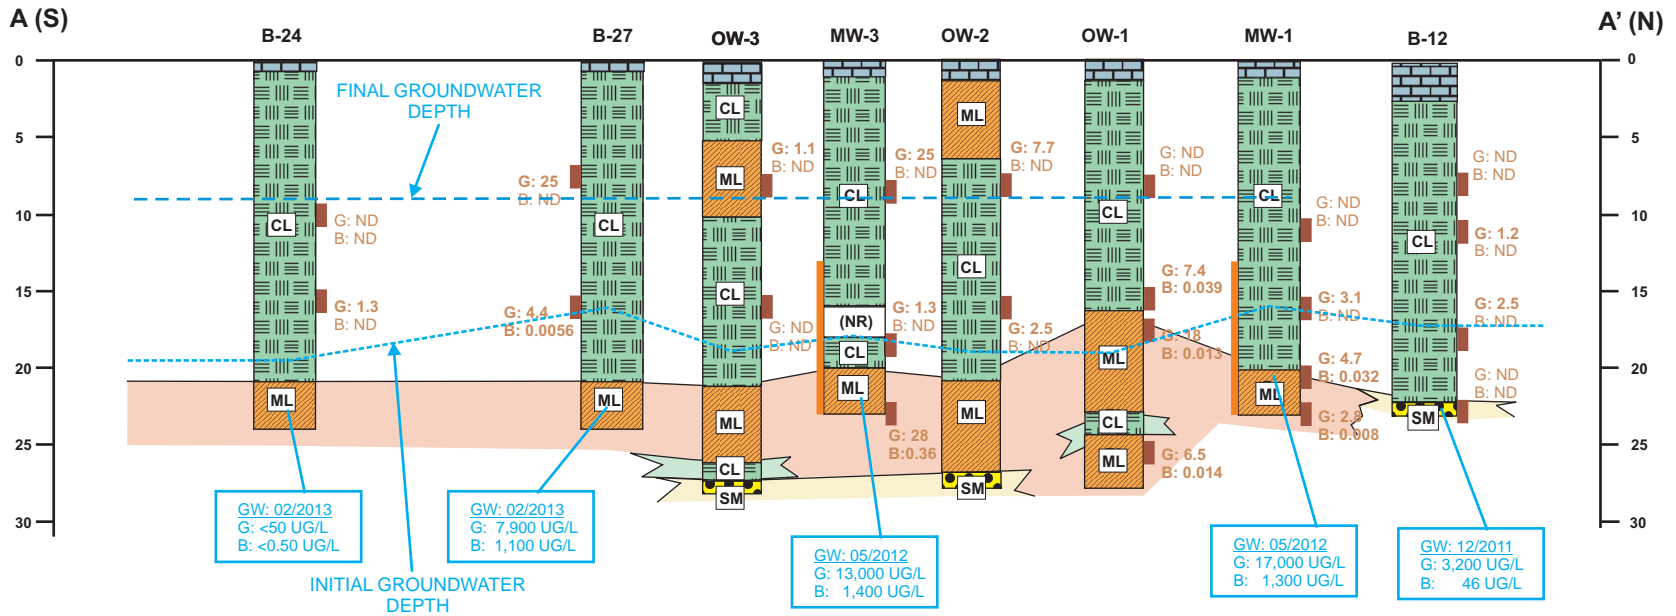 A (S)
A' (N)
B-24
B-27
OW-3
MW-3
OW-2
OW-1
MW-1
B-12
0
5
10
15
20
25
30
0
5
10
15
20
25
30
FINAL GROUNDWATER
DEPTH
INITIAL GROUNDWATER
DEPTH
CL
G: ND
B: ND
G: 1.3
B: ND
ML
G: 25
B: ND
CL
G: 4.4
B: 0.0056
ML
CL
G: 1.1
B: ND
ML
CL
G: ND
B: ND
ML
CL
SM
G: 25
B: ND
CL
(NR)
G: 1.3
B: ND
CL
ML
G: 28
B:0.36
ML
G: 7.7
B: ND
CL
G: 2.5
B: ND
ML
SM
G: ND
B: ND
CL
G: 7.4
B: 0.039
G: 18
B: 0.013
ML
CL
ML
G: 6.5
B: 0.014
CL
G: ND
B: ND
G: 3.1
B: ND
G: 4.7
B: 0.032
ML
G: 2.8
B: 0.008
G: ND
B: ND
G: 1.2
B: ND
CL
G: 2.5
B: ND
G: ND
B: ND
SM
GW: 02/2013
G: <50 UG/L
B: <0.50 UG/L
GW: 02/2013
G: 7,900 UG/L
B: 1,100 UG/L
GW: 05/2012
G: 13,000 UG/L
B: 1,400 UG/L
GW: 05/2012
G: 17,000 UG/L
B: 1,300 UG/L
GW: 12/2011
G: 3,200 UG/L
B: 46 UG/L